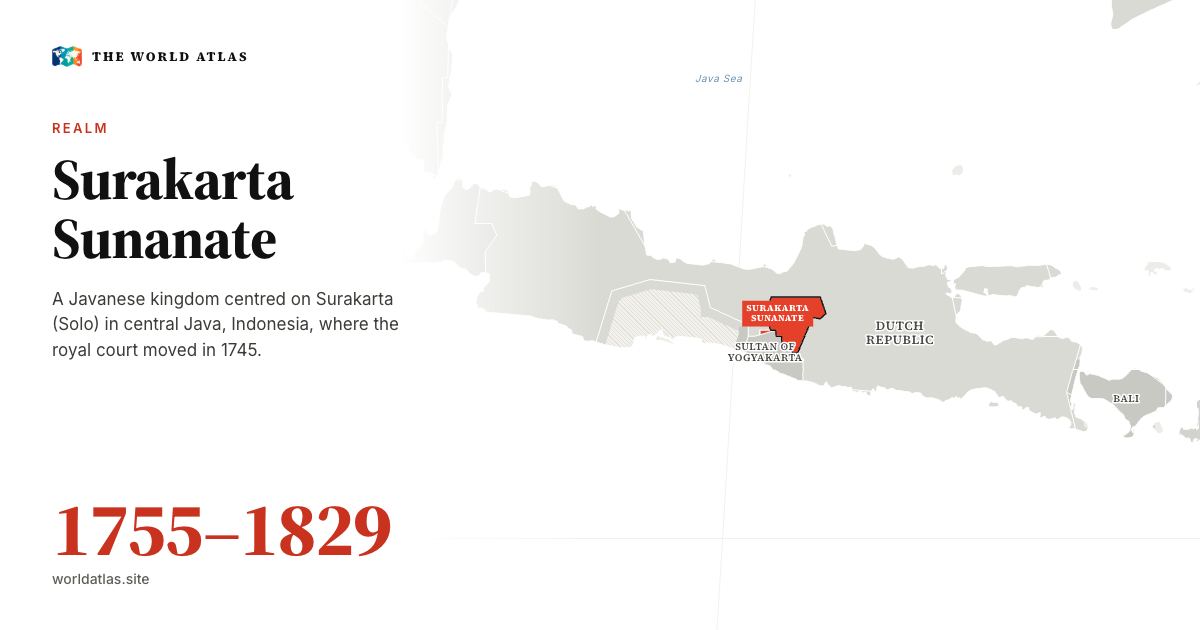 THE WORLD ATLAS
REALM
Surakarta
Sunanate
A Javanese kingdom centred on Surakarta
(Solo) in central Java, Indonesia, where the
royal court moved in 1745.
1755–1829
worldatlas.site
Java Sea
SURAKARTA
SUNANATE
SULTAN OF
YOGYAKARTA
DUTCH
REPUBLIC
BALI